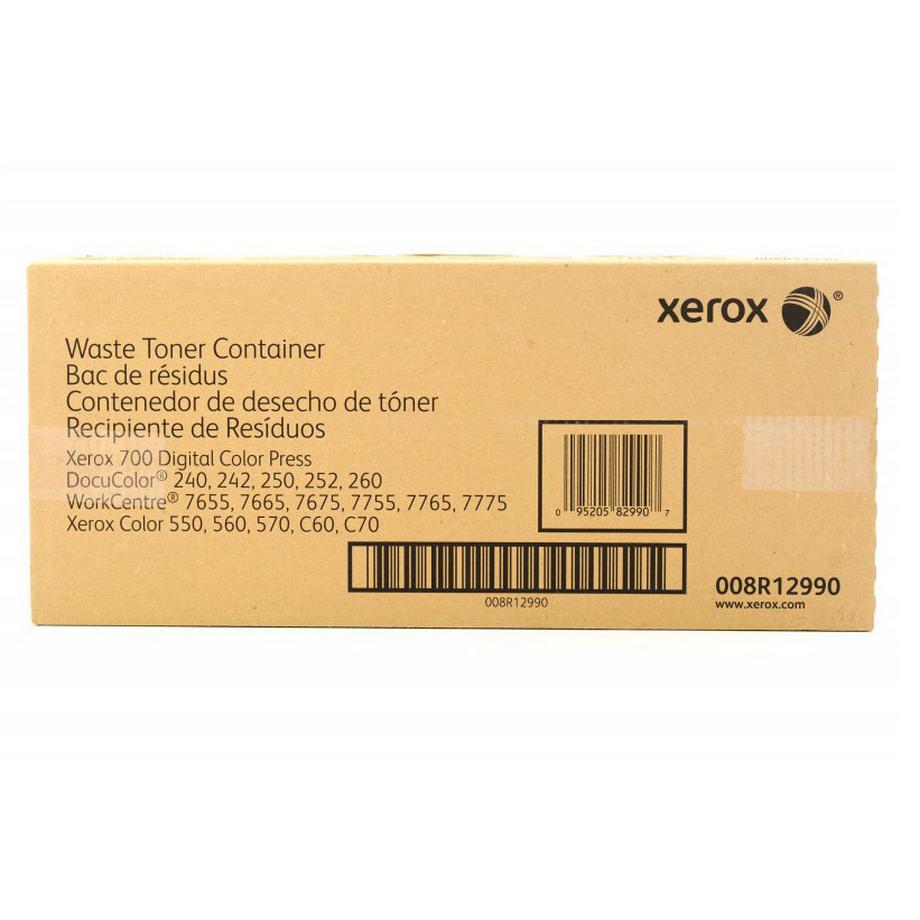 xerox ®
Waste Toner Container
Bac de résidus
Contenedor de desecho de tóner
Recipiente de Resíduos
Xerox 700 Digital Color Press
DocuColor® 240, 242, 250, 252, 260
WorkCentre® 7655, 7665, 7675, 7755, 7765, 7775
Xerox Color 550, 560, 570, C60, C70
0 95205 82990 7
008R12990
008R12990
www.xerox.com